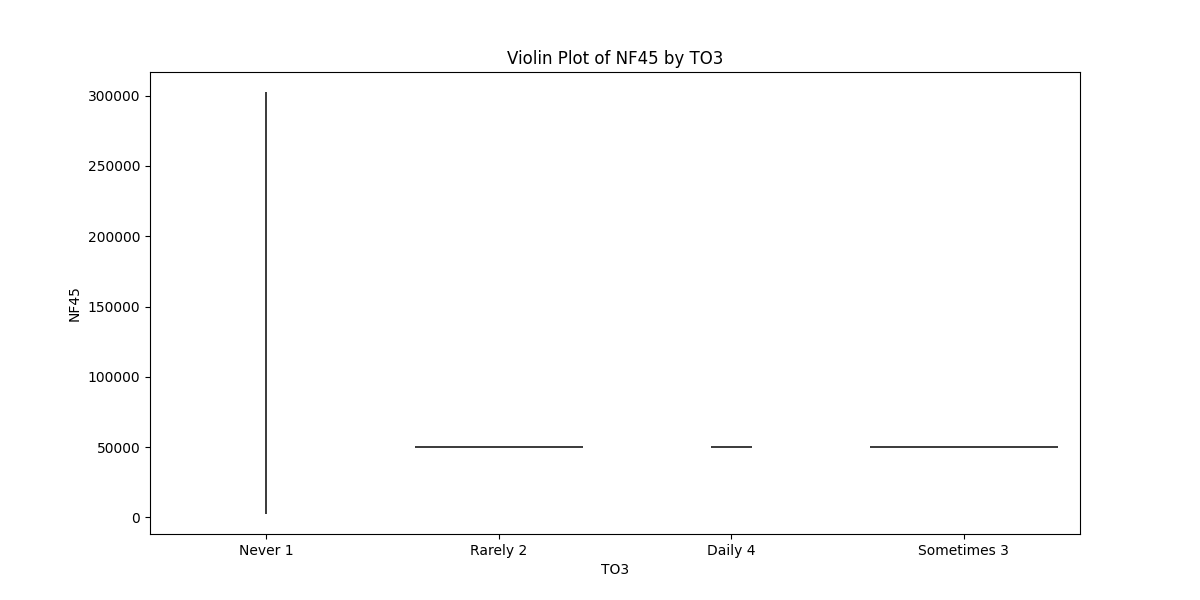 Violin Plot of NF45 by TO3
300000
250000
200000
150000
100000
50000
0
NF45
Never 1
Rarely 2
Daily 4
Sometimes 3
TO3